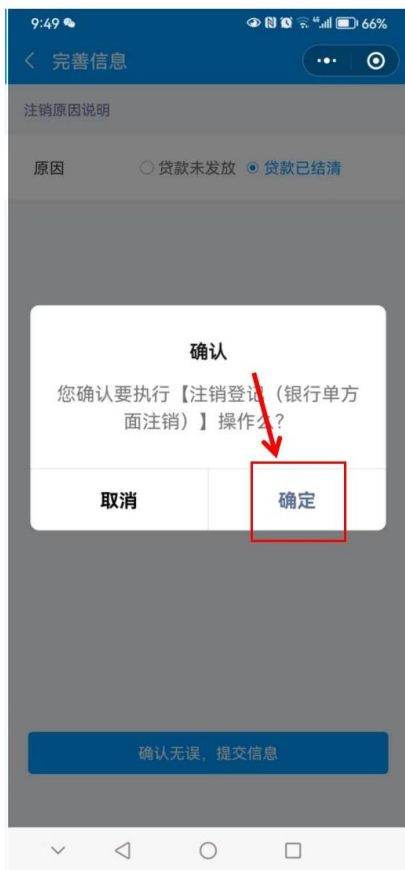 9:49 66%
完善信息
注销原因说明
原因 贷款未发放 贷款已结清
确认
您确认要执行【注销登记（银行单方
面注销）】操作么？
取消 确定
确认无误，提交信息